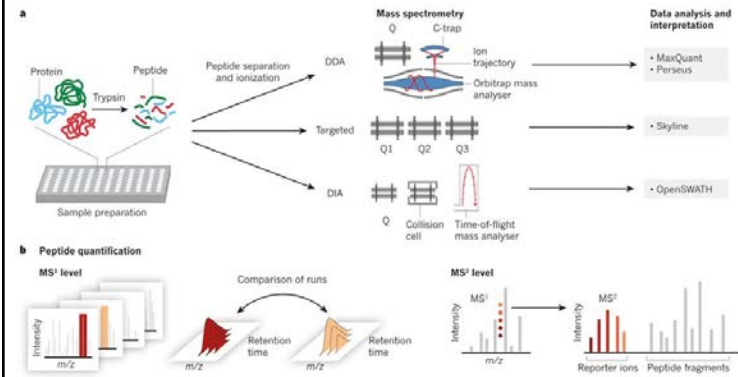 a
Mass spectrometry
Data analysis and
interpretation
Q
C-trap
Protein
Peptide
Trypsin
Sample preparation
Peptide separation
and ionization
DDA
Ion
trajectory
Orbitrap mass
analyser
• MaxQuant
• Perseus
Targeted
Q1
Q2
Q3
• Skyline
DIA
Q
Collision
cell
Time-of-flight
mass analyser
• OpenSWATH
b Peptide quantification
MS¹ level
Intensity
m/z
Comparison of runs
Retention
time
m/z
Retention
time
m/z
MS² level
MS¹
Intensity
m/z
MS²
Intensity
Reporter ions
Peptide fragments